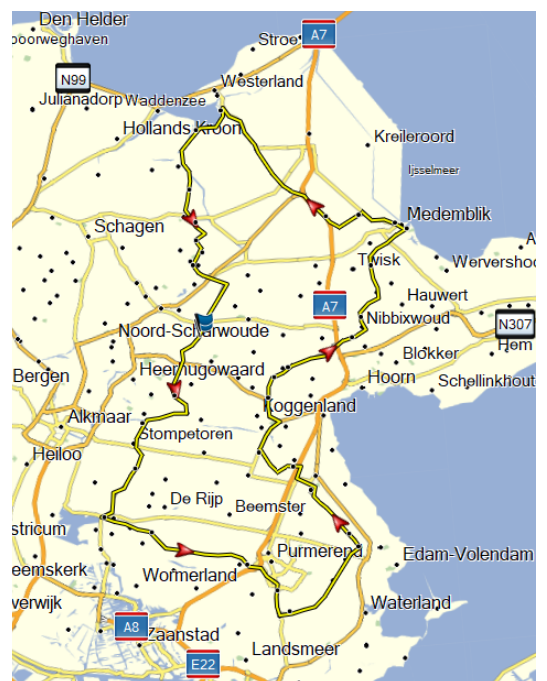 Den Helder
oorweghaven
Stroe
A7
N99
Westerland
Julianadorp
Waddenzee
Hollands Kroon
Kreileroord
Ijsselmeer
Schagen
Medemblik
Twisk
Wervershoo
A7
Hauwert
Noord-Scharwoude
Nibbixwoud
N307
Hem
Blokker
Bergen
Heerhugowaard
Hoorn
Schellinkhout
Koggenland
Alkmaar
Stompetoren
Heiloo
De Rijp
Beemster
stricum
Purmerend
Edam-Volendam
eemskerk
Wormerland
verwijk
Waterland
A8
Zaanstad
Landsmeer
E22